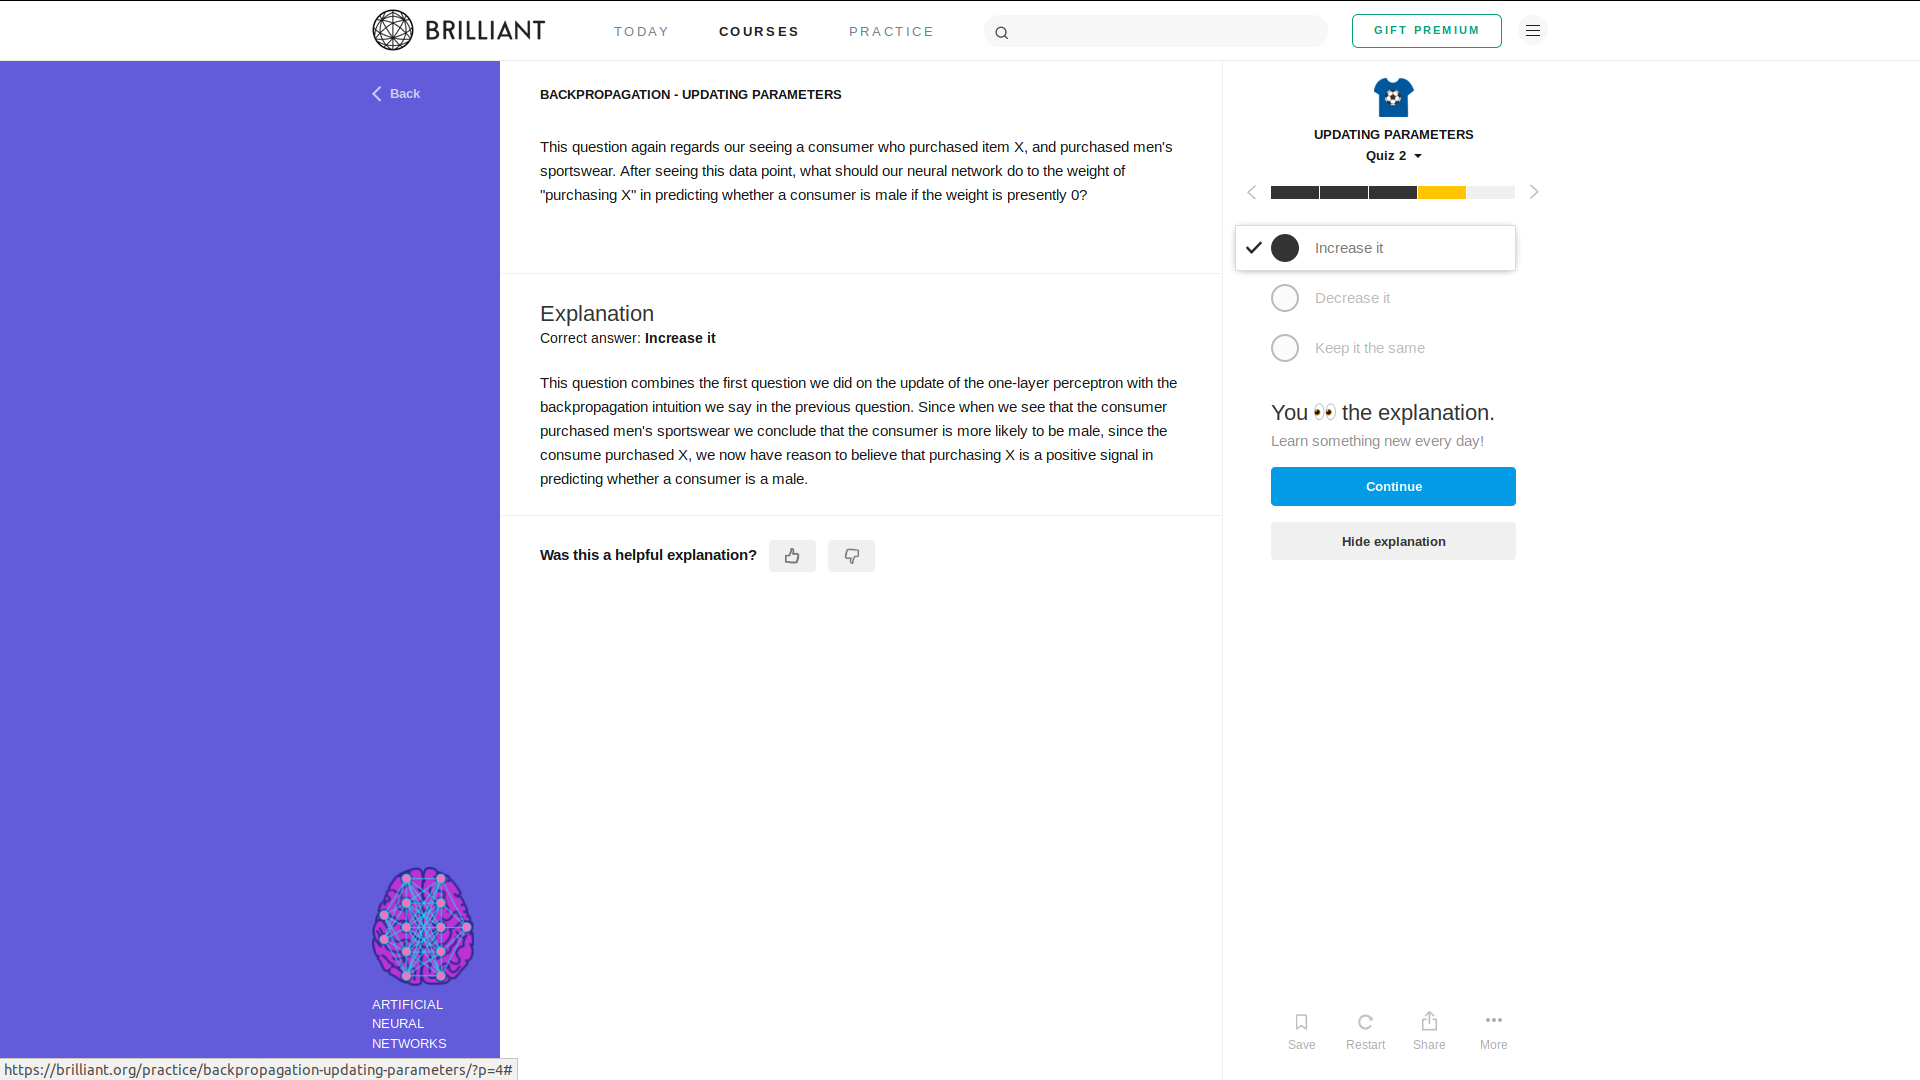 BRILLIANT
TODAY
COURSES
PRACTICE
GIFT PREMIUM
Back
BACKPROPAGATION - UPDATING PARAMETERS
This question again regards our seeing a consumer who purchased item X, and purchased men's
sportswear. After seeing this data point, what should our neural network do to the weight of
"purchasing X" in predicting whether a consumer is male if the weight is presently 0?
Explanation
Correct answer: Increase it
This question combines the first question we did on the update of the one-layer perceptron with the
backpropagation intuition we say in the previous question. Since when we see that the consumer
purchased men's sportswear we conclude that the consumer is more likely to be male, since the
consume purchased X, we now have reason to believe that purchasing X is a positive signal in
predicting whether a consumer is a male.
Was this a helpful explanation?
UPDATING PARAMETERS
Quiz 2
Increase it
Decrease it
Keep it the same
You 👀 the explanation.
Learn something new every day!
Continue
Hide explanation
Save
Restart
Share
More
ARTIFICIAL
NEURAL
NETWORKS
https://brilliant.org/practice/backpropagation-updating-parameters/?p=4#